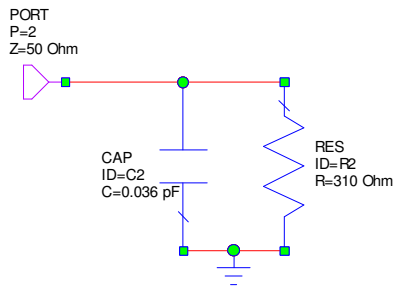 PORT
P=2
Z=50 Ohm
CAP
ID=C2
C=0.036 pF
RES
ID=R2
R=310 Ohm